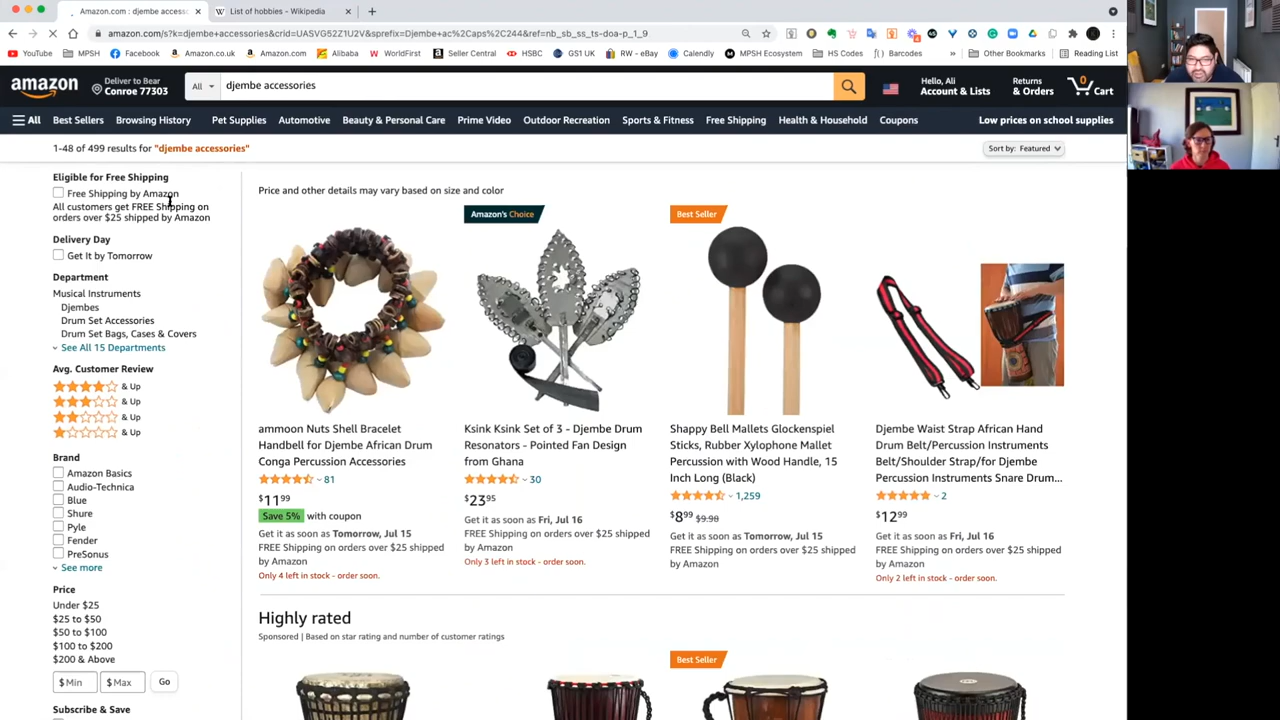 Amazon.com : djembe accesso
List of hobbies - Wikipedia
amazon.com/s?k=djembe+accessories&crid=UASVG52Z1U2V&sprefix=Djembe+ac%2Caps%2C244&ref=nb_sb_ss_ts-doa-p_1_9
YouTube MPSH Facebook Amazon.co.uk Amazon.com Alibaba WorldFirst Seller Central HSBC GS1 UK RW - eBay Calendly MPSH Ecosystem HS Codes Barcodes Other Bookmarks Reading List
amazon
Deliver to Bear
Conroe 77303
All
djembe accessories
Hello, Ali
Account & Lists
Returns
& Orders
0
Cart
All Best Sellers Browsing History Pet Supplies Automotive Beauty & Personal Care Prime Video Outdoor Recreation Sports & Fitness Free Shipping Health & Household Coupons Low prices on school supplies
1-48 of 499 results for "djembe accessories"
Sort by: Featured
Eligible for Free Shipping
Free Shipping by Amazon
All customers get FREE Shipping on
orders over $25 shipped by Amazon
Delivery Day
Get It by Tomorrow
Department
Musical Instruments
Djembes
Drum Set Accessories
Drum Set Bags, Cases & Covers
See All 15 Departments
Avg. Customer Review
& Up
& Up
& Up
& Up
Brand
Amazon Basics
Audio-Technica
Blue
Shure
Pyle
Fender
PreSonus
See more
Price
Under $25
$25 to $50
$50 to $100
$100 to $200
$200 & Above
$ Min
$ Max
Go
Subscribe & Save
Price and other details may vary based on size and color
ammoon Nuts Shell Bracelet
Handbell for Djembe African Drum
Conga Percussion Accessories
81
$11.99
Save 5% with coupon
Get it as soon as Tomorrow, Jul 15
FREE Shipping on orders over $25 shipped
by Amazon
Only 4 left in stock - order soon.
Amazon's Choice
Ksink Ksink Set of 3 - Djembe Drum
Resonators - Pointed Fan Design
from Ghana
30
$23.95
Get it as soon as Fri, Jul 16
FREE Shipping on orders over $25 shipped
by Amazon
Only 3 left in stock - order soon.
Best Seller
Shappy Bell Mallets Glockenspiel
Sticks, Rubber Xylophone Mallet
Percussion with Wood Handle, 15
Inch Long (Black)
1,259
$8.99 $9.98
Get it as soon as Tomorrow, Jul 15
FREE Shipping on orders over $25 shipped
by Amazon
Djembe Waist Strap African Hand
Drum Belt/Percussion Instruments
Belt/Shoulder Strap/for Djembe
Percussion Instruments Snare Drum...
2
$12.99
Get it as soon as Fri, Jul 16
FREE Shipping on orders over $25 shipped
by Amazon
Only 2 left in stock - order soon.
Highly rated
Sponsored | Based on star rating and number of customer ratings
Best Seller